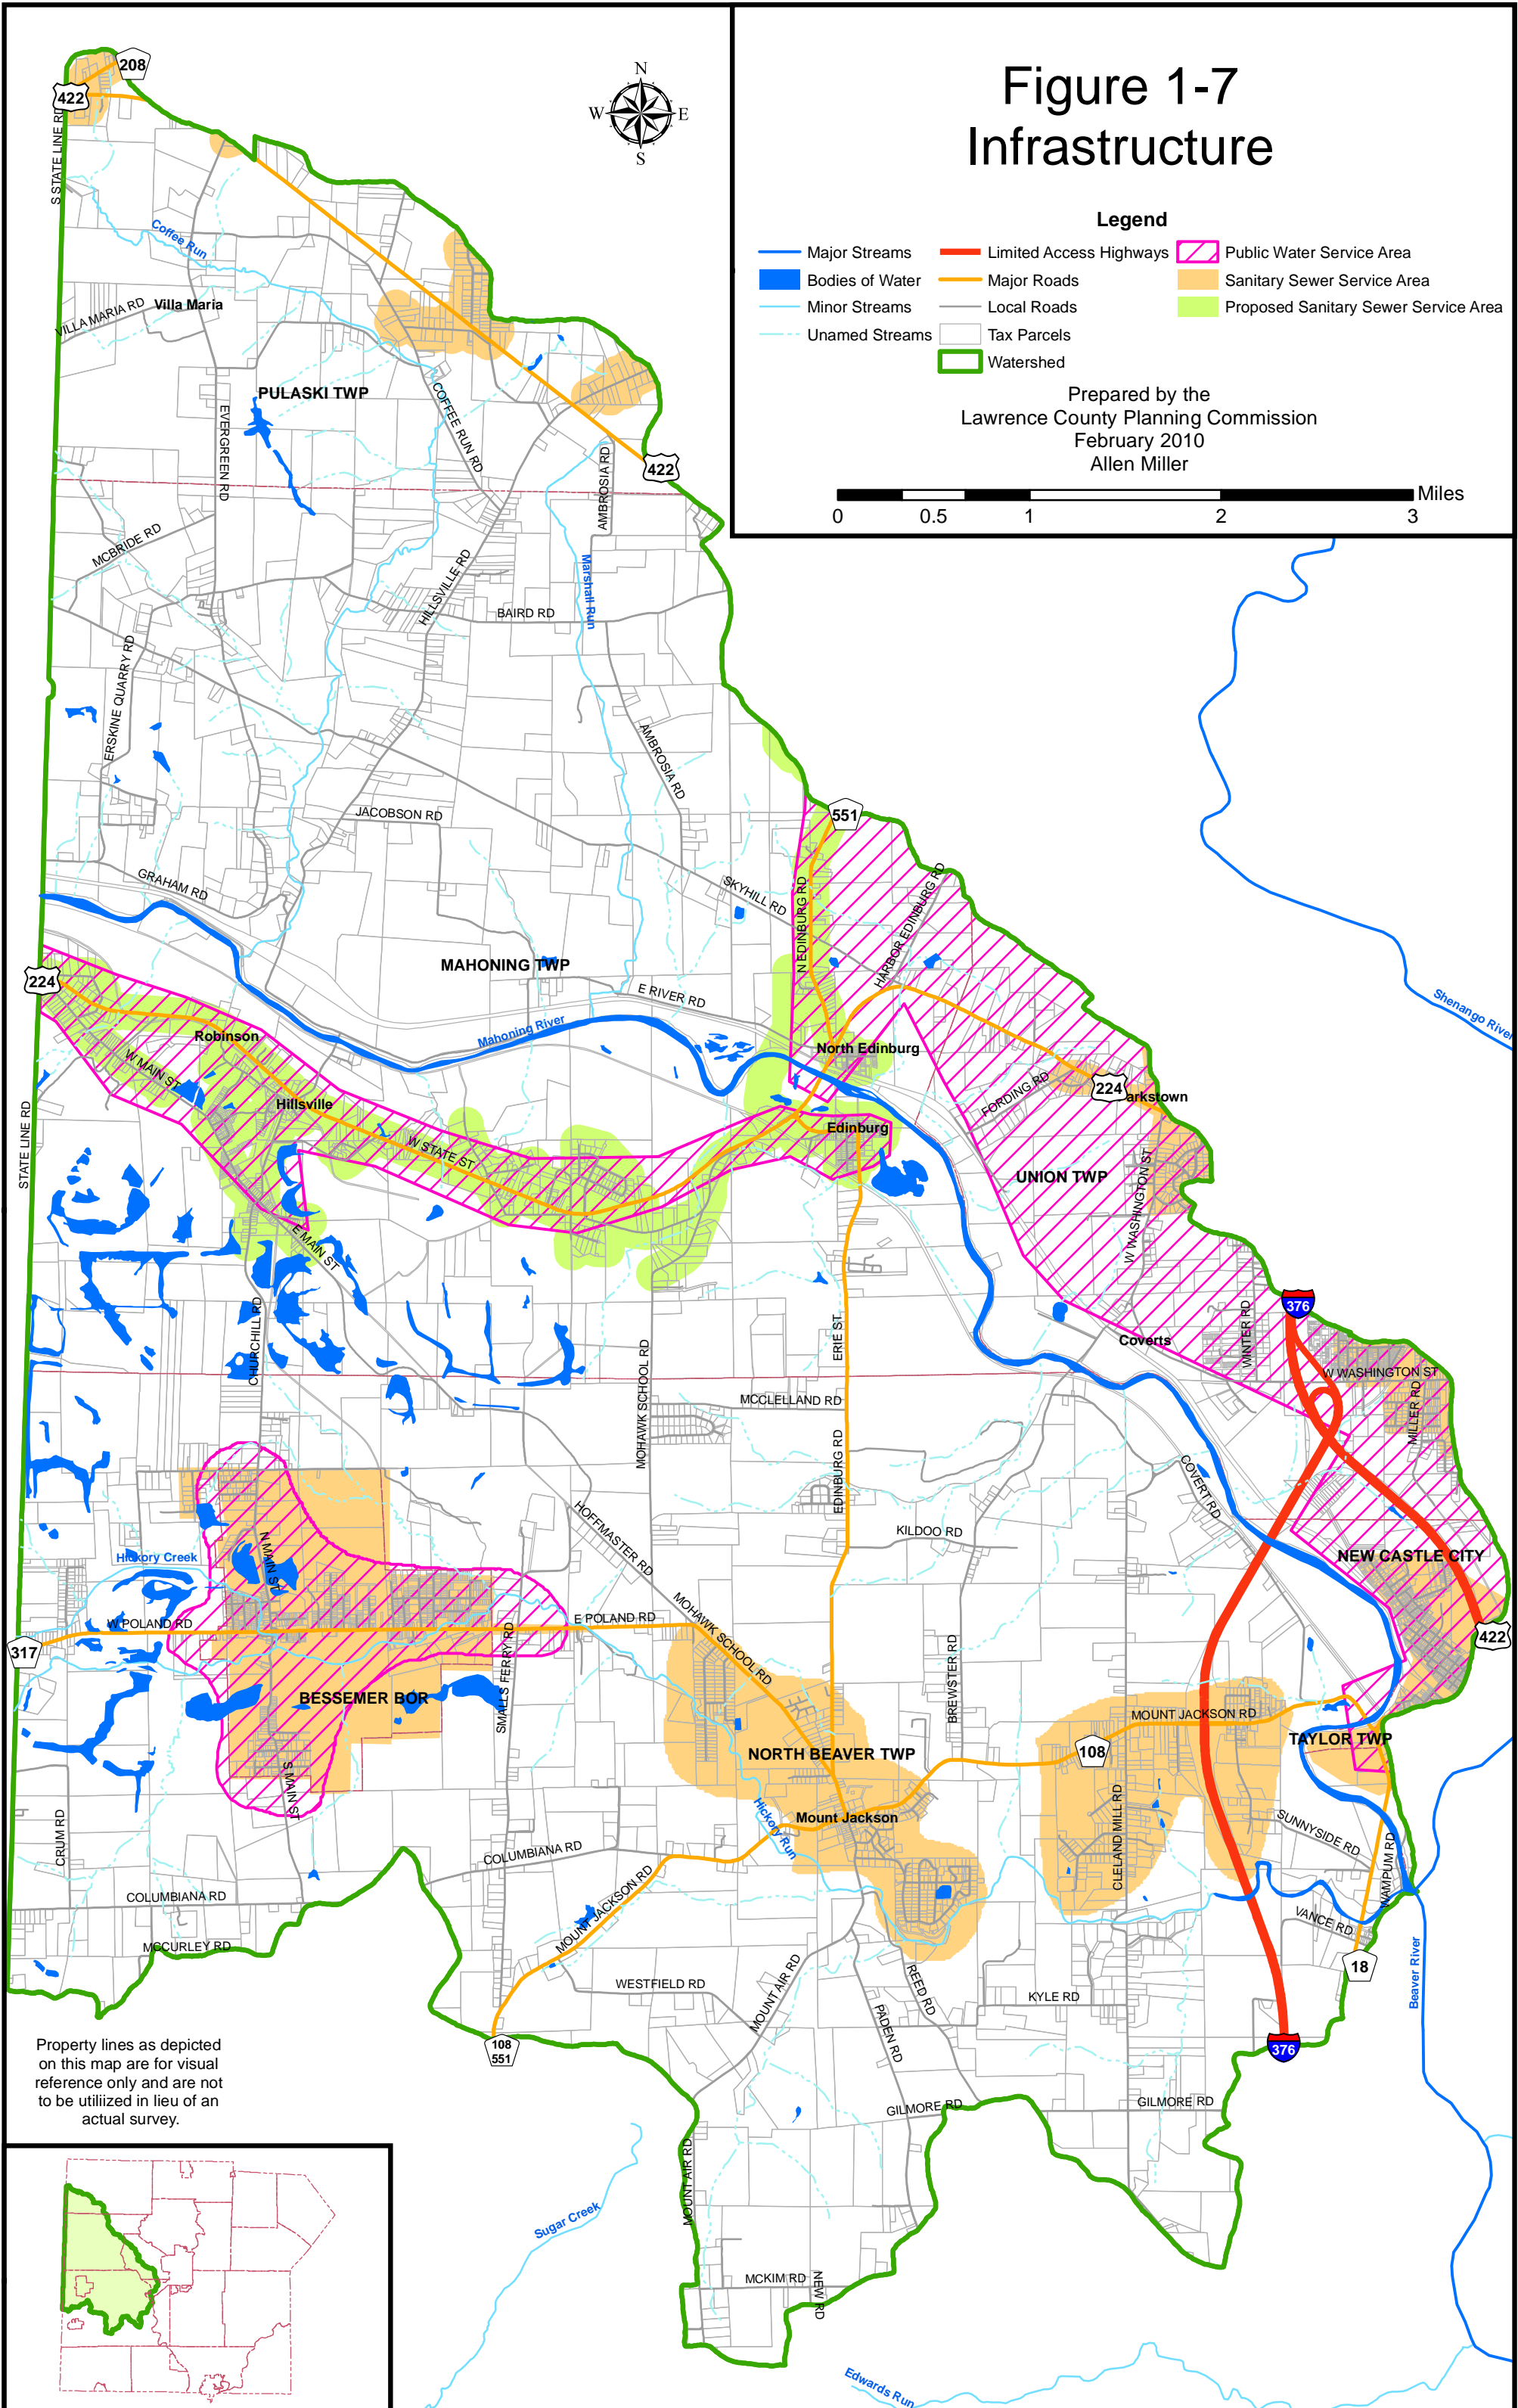 Figure 1-7
Infrastructure
Legend
Major Streams
Bodies of Water
Minor Streams
Unamed Streams
Limited Access Highways
Major Roads
Local Roads
Tax Parcels
Watershed
Public Water Service Area
Sanitary Sewer Service Area
Proposed Sanitary Sewer Service Area
Prepared by the
Lawrence County Planning Commission
February 2010
Allen Miller
Miles
0 0.5 1 2 3
N
W E
S
208
422
S STATE LINE RD
Coffee Run
VILLA MARIA RD
Villa Maria
PULASKI TWP
EVERGREEN RD
COFFEE RUN RD
AMBROSIA RD
422
MCBRIDE RD
HILLSVILLE RD
Marshall Run
BAIRD RD
ERSKINE QUARRY RD
AMBROSIA RD
JACOBSON RD
551
GRAHAM RD
SKYHILL RD
N EDINBURG RD
HARBOR EDINBURG RD
MAHONING TWP
224
E RIVER RD
Shenango River
Robinson
Mahoning River
North Edinburg
W MAIN ST
Hillsville
FORDING RD
224
arkstown
Edinburg
STATE LINE RD
W STATE ST
UNION TWP
W WASHINGTON ST
E MAIN ST
376
CHURCHILL RD
ERIE ST
Coverts
WINTER RD
W WASHINGTON ST
MOHAWK SCHOOL RD
MCCLELLAND RD
MILLER RD
EDINBURG RD
COVERT RD
HOFFMASTER RD
KILDOO RD
Hickory Creek
N MAIN ST
NEW CASTLE CITY
W POLAND RD
E POLAND RD
MOHAWK SCHOOL RD
317
422
SMALLS FERRY RD
BREWSTER RD
BESSEMER BOR
MOUNT JACKSON RD
TAYLOR TWP
108
NORTH BEAVER TWP
S MAIN ST
Mount Jackson
Hickory Run
CRUM RD
CLELAND MILL RD
SUNNYSIDE RD
WAMPUM RD
COLUMBIANA RD
COLUMBIANA RD
MOUNT JACKSON RD
VANCE RD
MCCURLEY RD
18
Beaver River
WESTFIELD RD
MOUNT AIR RD
REED RD
PADEN RD
KYLE RD
108
551
376
Property lines as depicted
on this map are for visual
reference only and are not
to be utiliized in lieu of an
actual survey.
GILMORE RD
GILMORE RD
MOUNT AIR RD
Sugar Creek
MCKIM RD
NEW RD
Edwards Run